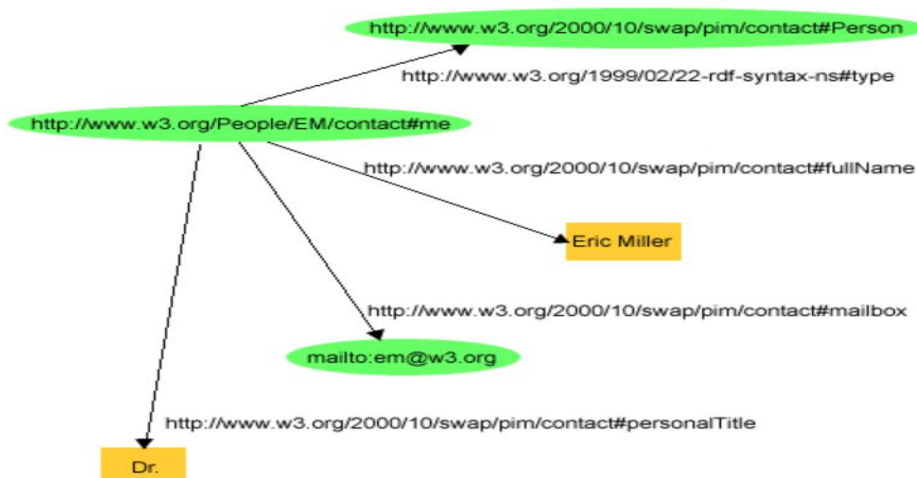 http://www.w3.org/2000/10/swap/pim/contact#Person
http://www.w3.org/1999/02/22-rdf-syntax-ns#type
http://www.w3.org/People/EM/contact#me
http://www.w3.org/2000/10/swap/pim/contact#fullName
Eric Miller
http://www.w3.org/2000/10/swap/pim/contact#mailbox
mailto:em@w3.org
http://www.w3.org/2000/10/swap/pim/contact#personalTitle
Dr.